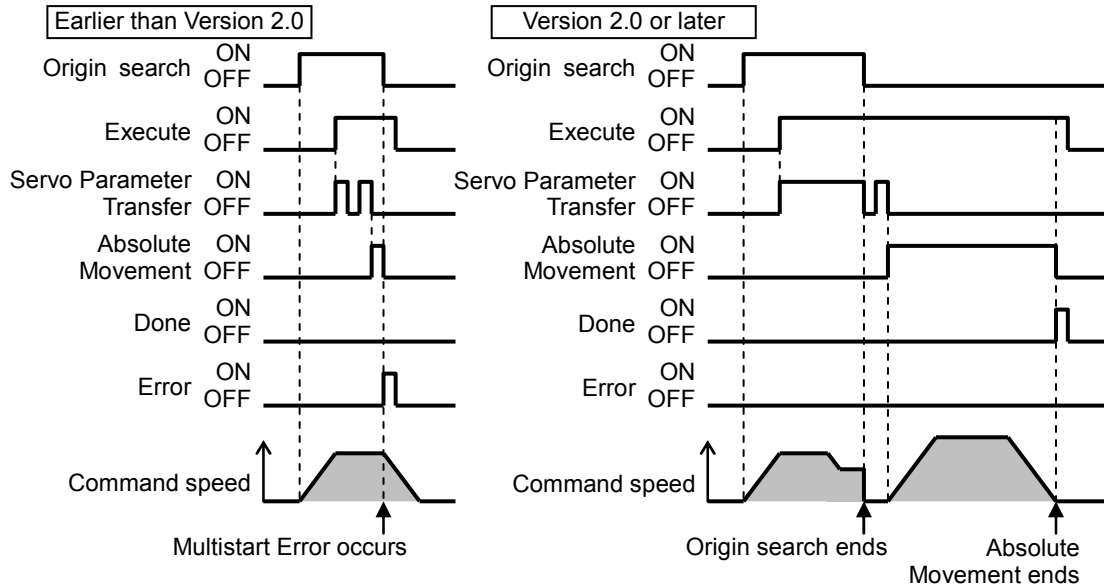 Earlier than Version 2.0
Origin search
ON
OFF
Execute
ON
OFF
Servo Parameter
Transfer
ON
OFF
Absolute
Movement
ON
OFF
Done
ON
OFF
Error
ON
OFF
Command speed
Multistart Error occurs
Version 2.0 or later
Origin search
ON
OFF
Execute
ON
OFF
Servo Parameter
Transfer
ON
OFF
Absolute
Movement
ON
OFF
Done
ON
OFF
Error
ON
OFF
Command speed
Origin search ends
Absolute
Movement ends